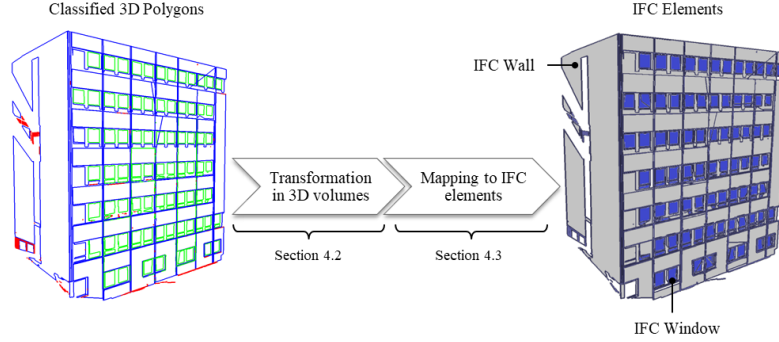 Classified 3D Polygons
IFC Elements
IFC Wall
Transformation
in 3D volumes
Mapping to IFC
elements
Section 4.2
Section 4.3
IFC Window